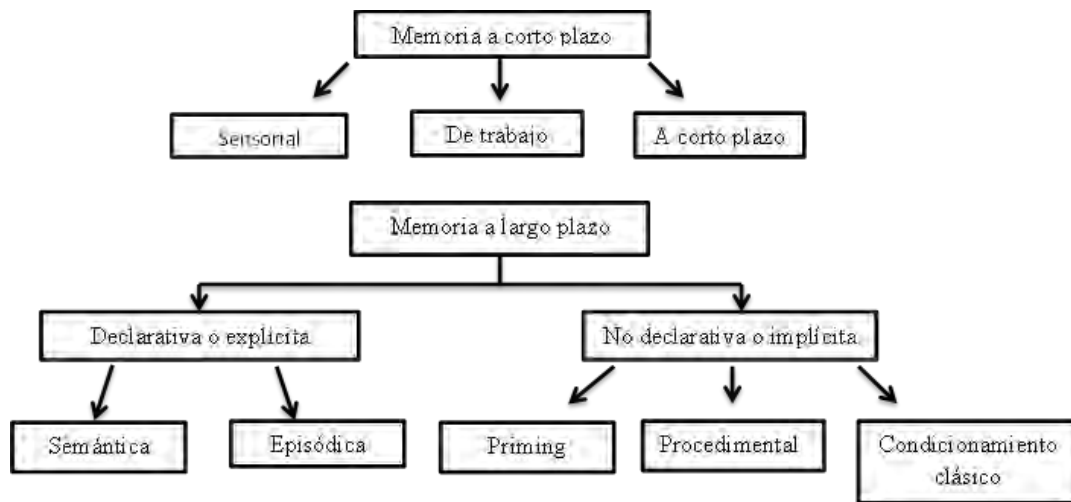 Memoria a corto plazo
Sensorial
De trabajo
A corto plazo
Memoria a largo plazo
Declarativa o explícita
No declarativa o implícita
Semántica
Episódica
Priming
Procedimental
Condicionamiento
clásico